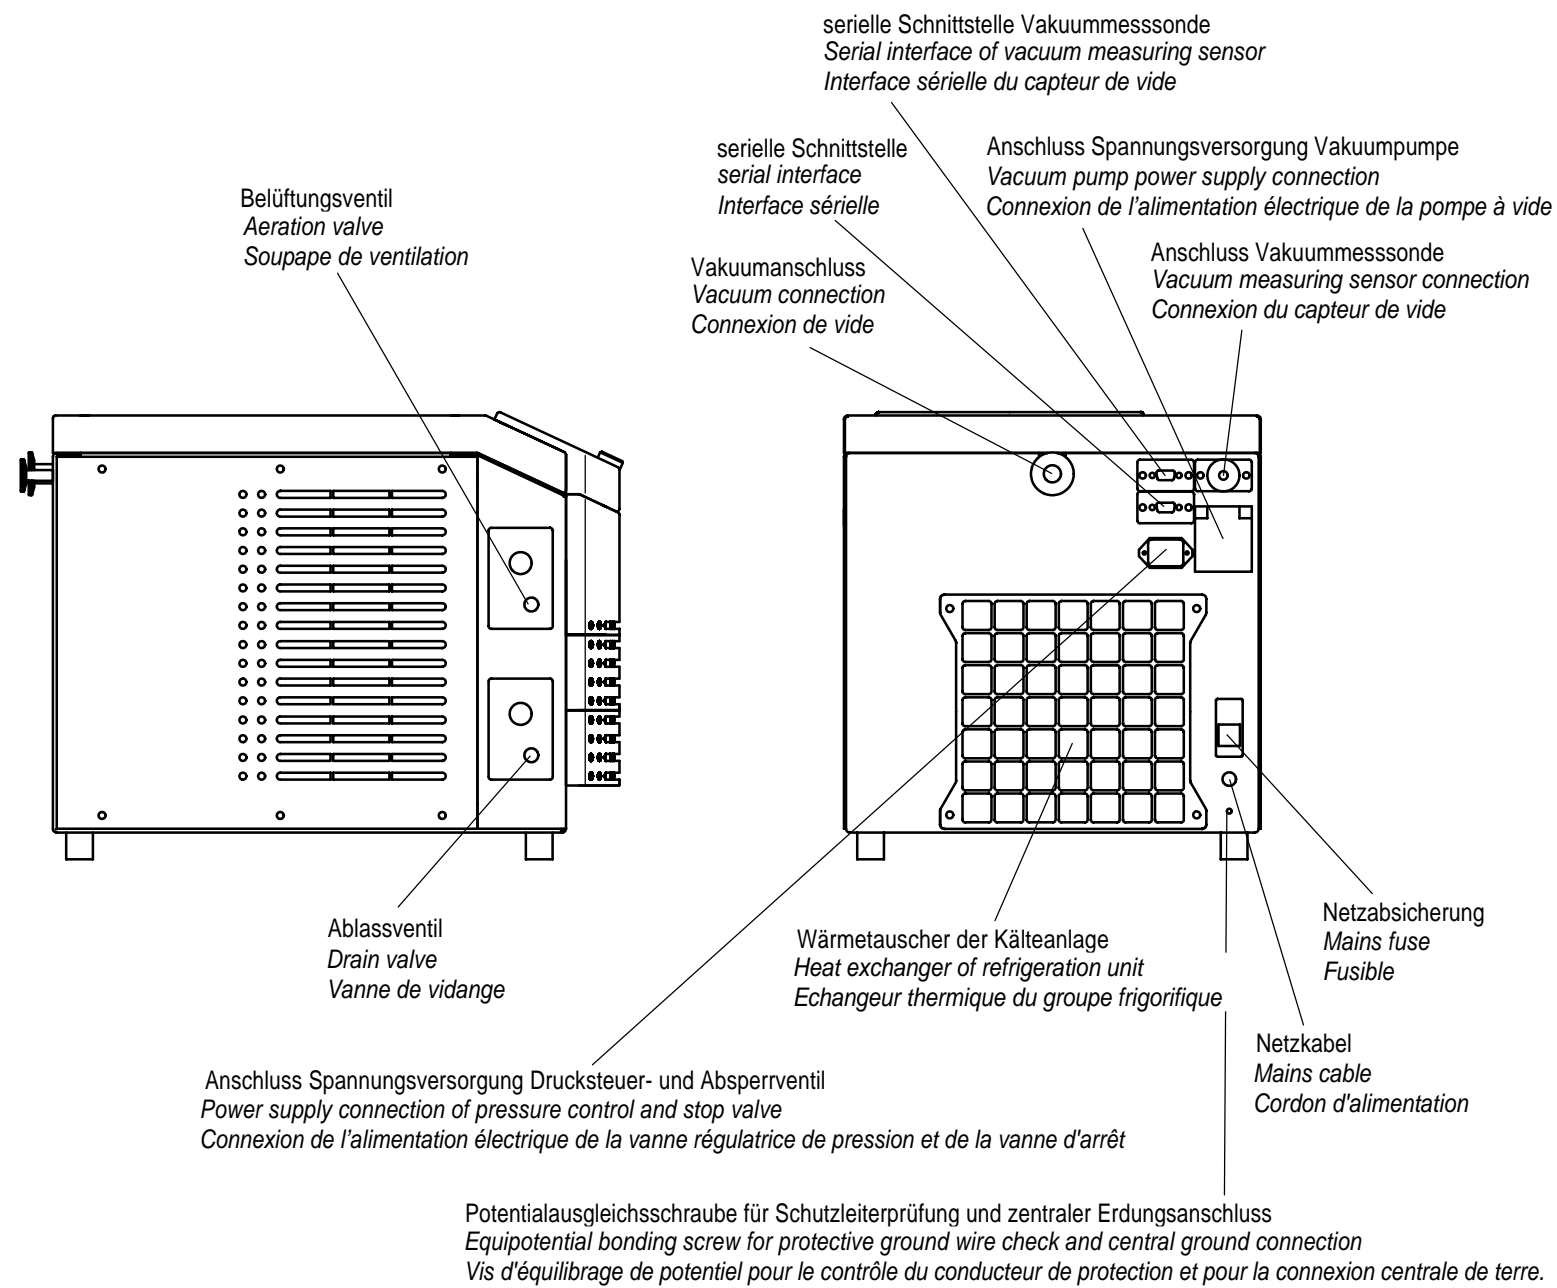 serielle Schnittstelle Vakuummesssonde
Serial interface of vacuum measuring sensor
Interface sérielle du capteur de vide
serielle Schnittstelle
serial interface
Interface sérielle
Anschluss Spannungsversorgung Vakuumpumpe
Vacuum pump power supply connection
Connexion de l’alimentation électrique de la pompe à vide
Belüftungsventil
Aeration valve
Soupape de ventilation
Vakuumanschluss
Vacuum connection
Connexion de vide
Anschluss Vakuummesssonde
Vacuum measuring sensor connection
Connexion du capteur de vide
Ablassventil
Drain valve
Vanne de vidange
Wärmetauscher der Kälteanlage
Heat exchanger of refrigeration unit
Echangeur thermique du groupe frigorifique
Netzabsicherung
Mains fuse
Fusible
Netzkabel
Mains cable
Cordon d'alimentation
Anschluss Spannungsversorgung Drucksteuer- und Absperrventil
Power supply connection of pressure control and stop valve
Connexion de l’alimentation électrique de la vanne régulatrice de pression et de la vanne d'arrêt
Potentialausgleichsschraube für Schutzleiterprüfung und zentraler Erdungsanschluss
Equipotential bonding screw for protective ground wire check and central ground connection
Vis d'équilibrage de potentiel pour le contrôle du conducteur de protection et pour la connexion centrale de terre.